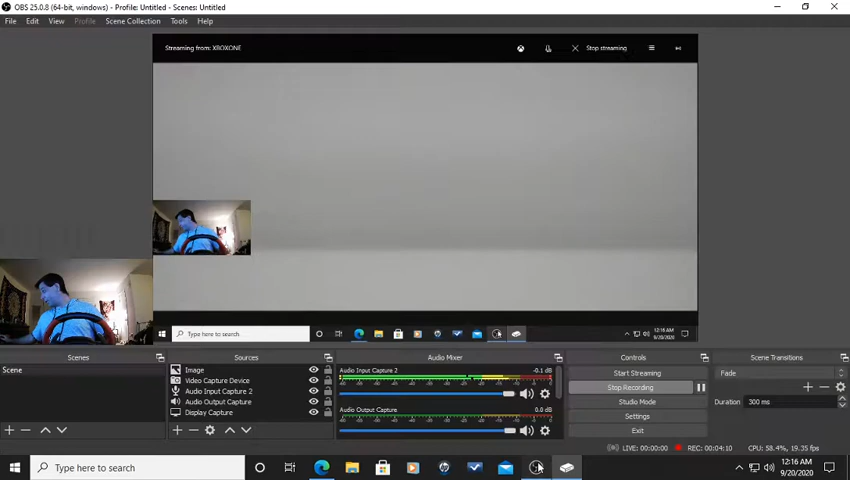 OBS 25.0.8 (64-bit, windows) - Profile: Untitled - Scenes: Untitled
File Edit View Profile Scene Collection Tools Help
Streaming from: XBOXONE
Stop streaming
Type here to search
12:16 AM
9/20/2020
Scenes
Sources
Audio Mixer
Controls
Scene Transitions
Scene
Image
Video Capture Device
Audio Input Capture 2
Audio Output Capture
Display Capture
Audio Input Capture 2 -0.1 dB
Audio Output Capture 0.0 dB
Start Streaming
Stop Recording
Studio Mode
Settings
Exit
Fade
Duration 300 ms
LIVE: 00:00:00 REC: 00:04:10 CPU: 58.4%, 19.35 fps
Type here to search
12:16 AM
9/20/2020